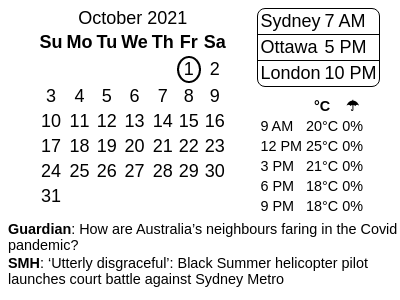 October 2021
Su Mo Tu We Th Fr Sa
1 2
3 4 5 6 7 8 9
10 11 12 13 14 15 16
17 18 19 20 21 22 23
24 25 26 27 28 29 30
31
Sydney 7 AM
Ottawa 5 PM
London 10 PM
°C ☂
9 AM 20°C 0%
12 PM 25°C 0%
3 PM 21°C 0%
6 PM 18°C 0%
9 PM 18°C 0%
Guardian: How are Australia’s neighbours faring in the Covid
pandemic?
SMH: ‘Utterly disgraceful’: Black Summer helicopter pilot
launches court battle against Sydney Metro